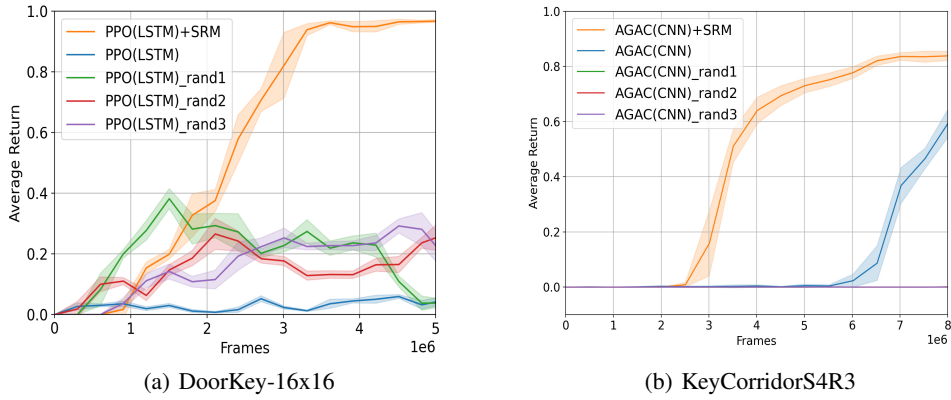 Average Return
1.0
0.8
0.6
0.4
0.2
0.0
PPO(LSTM)+SRM
PPO(LSTM)
PPO(LSTM)_rand1
PPO(LSTM)_rand2
PPO(LSTM)_rand3
0 1 2 3 4 5
Frames
1e6
(a) DoorKey-16x16
Average Return
1.0
0.8
0.6
0.4
0.2
0.0
AGAC(CNN)+SRM
AGAC(CNN)
AGAC(CNN)_rand1
AGAC(CNN)_rand2
AGAC(CNN)_rand3
0 1 2 3 4 5 6 7 8
Frames
1e6
(b) KeyCorridorS4R3